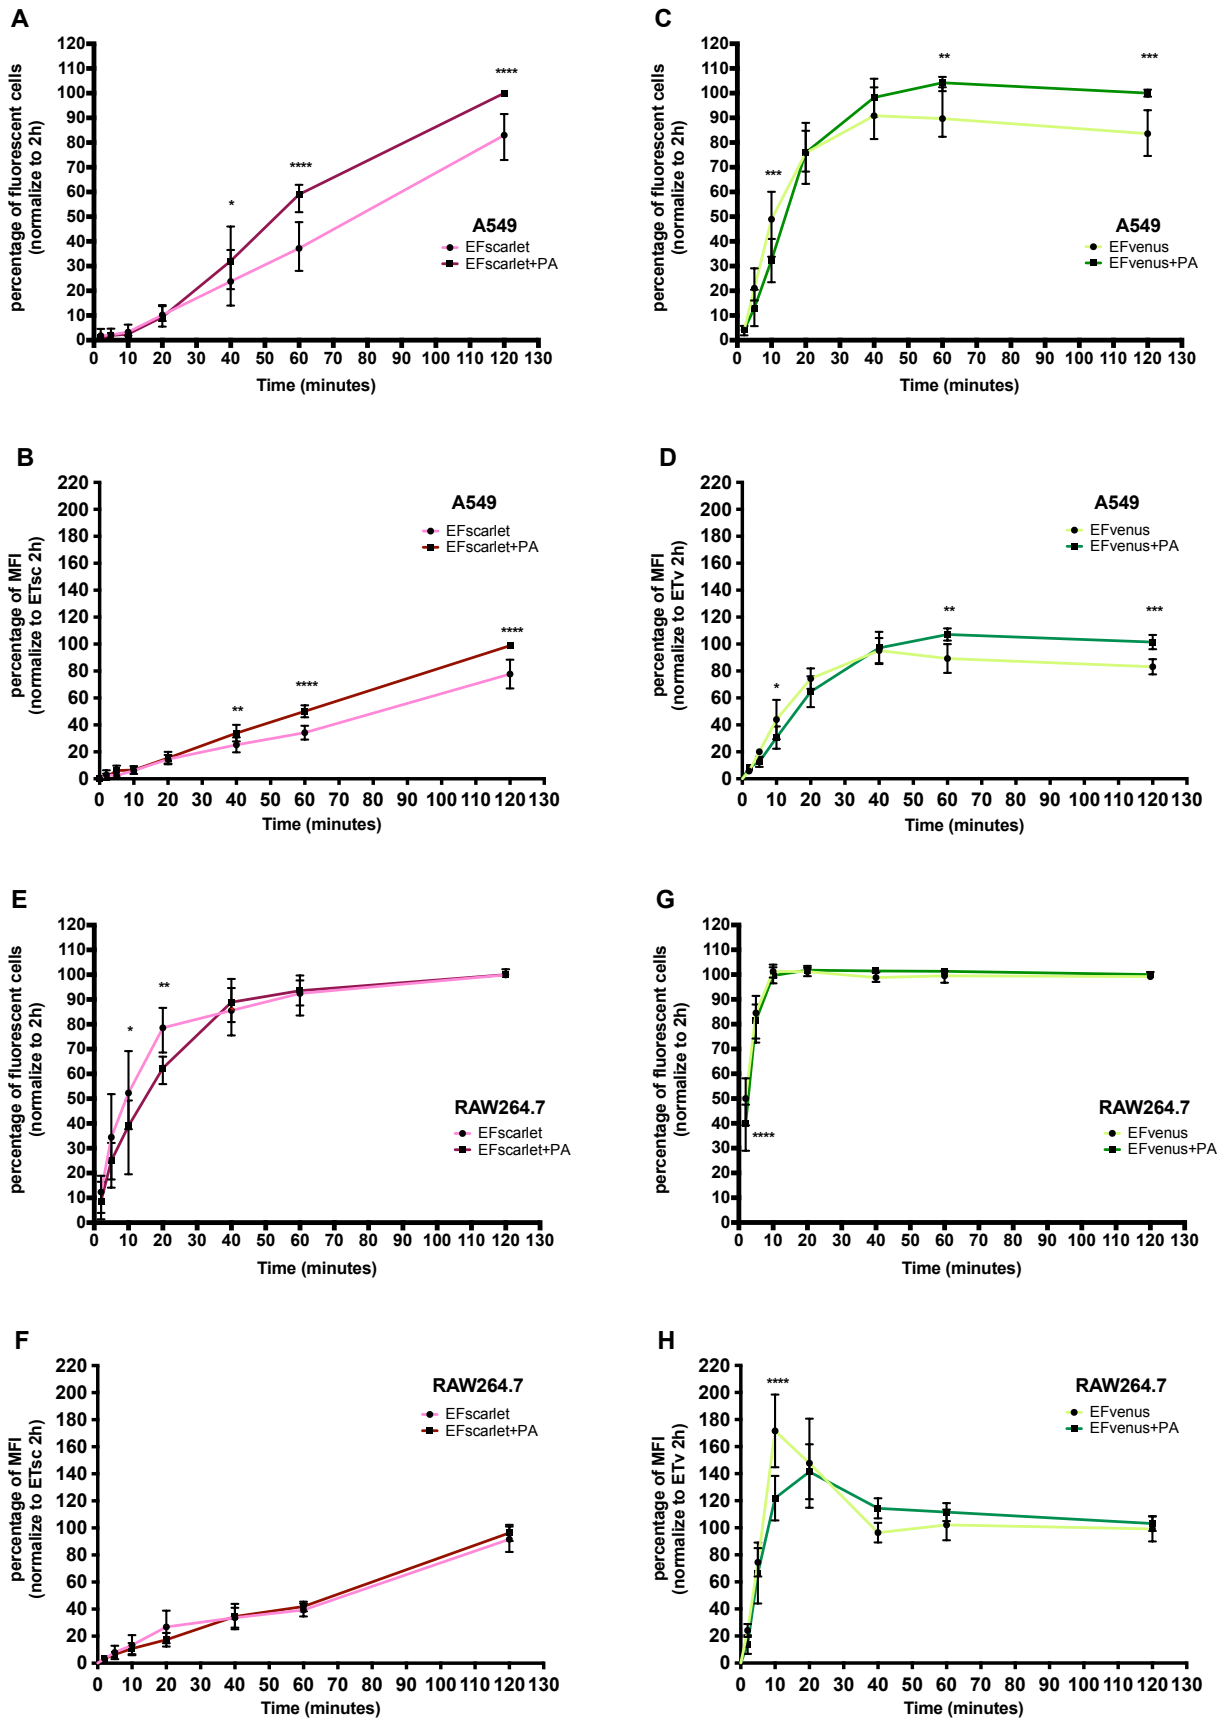 A
percentage of fluorescent cells
(normalize to 2h)
120
110
100
90
80
70
60
50
40
30
20
10
0
*
****
****
A549
EFscarlet
EFscarlet+PA
0 10 20 30 40 50 60 70 80 90 100 110 120 130
Time (minutes)
C
percentage of fluorescent cells
(normalize to 2h)
120
110
100
90
80
70
60
50
40
30
20
10
0
***
**
***
A549
EFvenus
EFvenus+PA
0 10 20 30 40 50 60 70 80 90 100 110 120 130
Time (minutes)
B
percentage of MFI
(normalize to ETsc 2h)
220
200
180
160
140
120
100
80
60
40
20
0
A549
EFscarlet
EFscarlet+PA
**
****
****
0 10 20 30 40 50 60 70 80 90 100 110 120 130
Time (minutes)
D
percentage of MFI
(normalize to ETv 2h)
220
200
180
160
140
120
100
80
60
40
20
0
A549
EFvenus
EFvenus+PA
*
**
***
0 10 20 30 40 50 60 70 80 90 100 110 120 130
Time (minutes)
E
percentage of fluorescent cells
(normalize to 2h)
120
110
100
90
80
70
60
50
40
30
20
10
0
*
**
RAW264.7
EFscarlet
EFscarlet+PA
0 10 20 30 40 50 60 70 80 90 100 110 120 130
Time (minutes)
G
percentage of fluorescent cells
(normalize to 2h)
120
110
100
90
80
70
60
50
40
30
20
10
0
****
RAW264.7
EFvenus
EFvenus+PA
0 10 20 30 40 50 60 70 80 90 100 110 120 130
Time (minutes)
F
percentage of MFI
(normalize to ETsc 2h)
220
200
180
160
140
120
100
80
60
40
20
0
RAW264.7
EFscarlet
EFscarlet+PA
0 10 20 30 40 50 60 70 80 90 100 110 120 130
Time (minutes)
H
percentage of MFI
(normalize to ETv 2h)
220
200
180
160
140
120
100
80
60
40
20
0
****
RAW264.7
EFvenus
EFvenus+PA
0 10 20 30 40 50 60 70 80 90 100 110 120 130
Time (minutes)